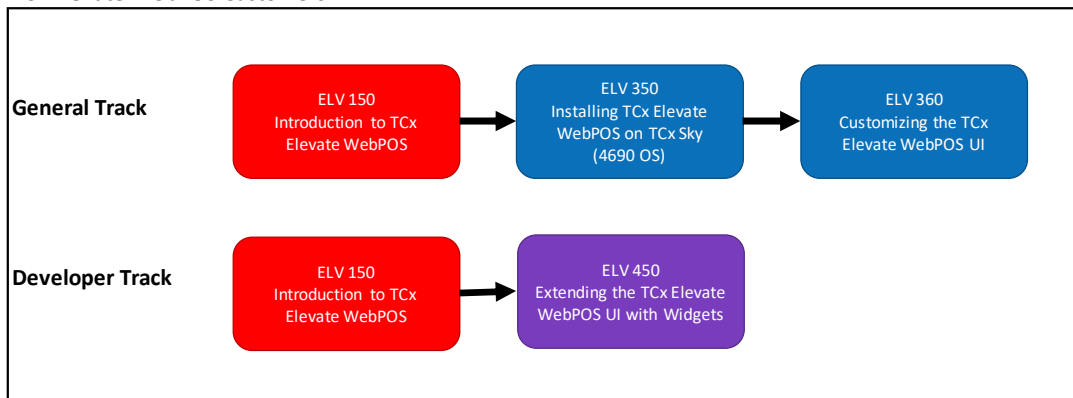 General Track
ELV 150
Introduction to TCx
Elevate WebPOS
ELV 350
Installing TCx Elevate
WebPOS on TCx Sky
(4690 OS)
ELV 360
Customizing the TCx
Elevate WebPOS UI
Developer Track
ELV 150
Introduction to TCx
Elevate WebPOS
ELV 450
Extending the TCx Elevate
WebPOS UI with Widgets